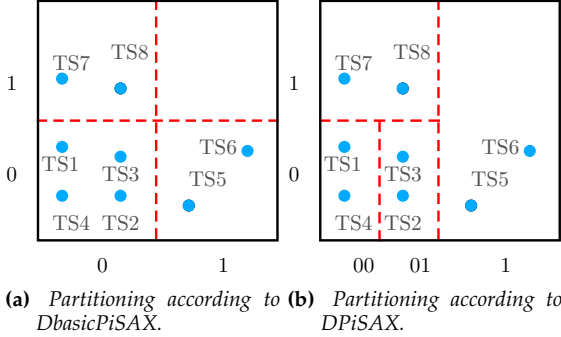 TS7 TS8 TS7 TS8
1 1
TS6 TS6
TS1 TS3 TS1 TS3
0 0
TS5 TS5
TS4 TS2 TS4 TS2
0 1 00 01 1
(a) Partitioning according to (b) Partitioning according to
DbasicPiSAX. DPiSAX.